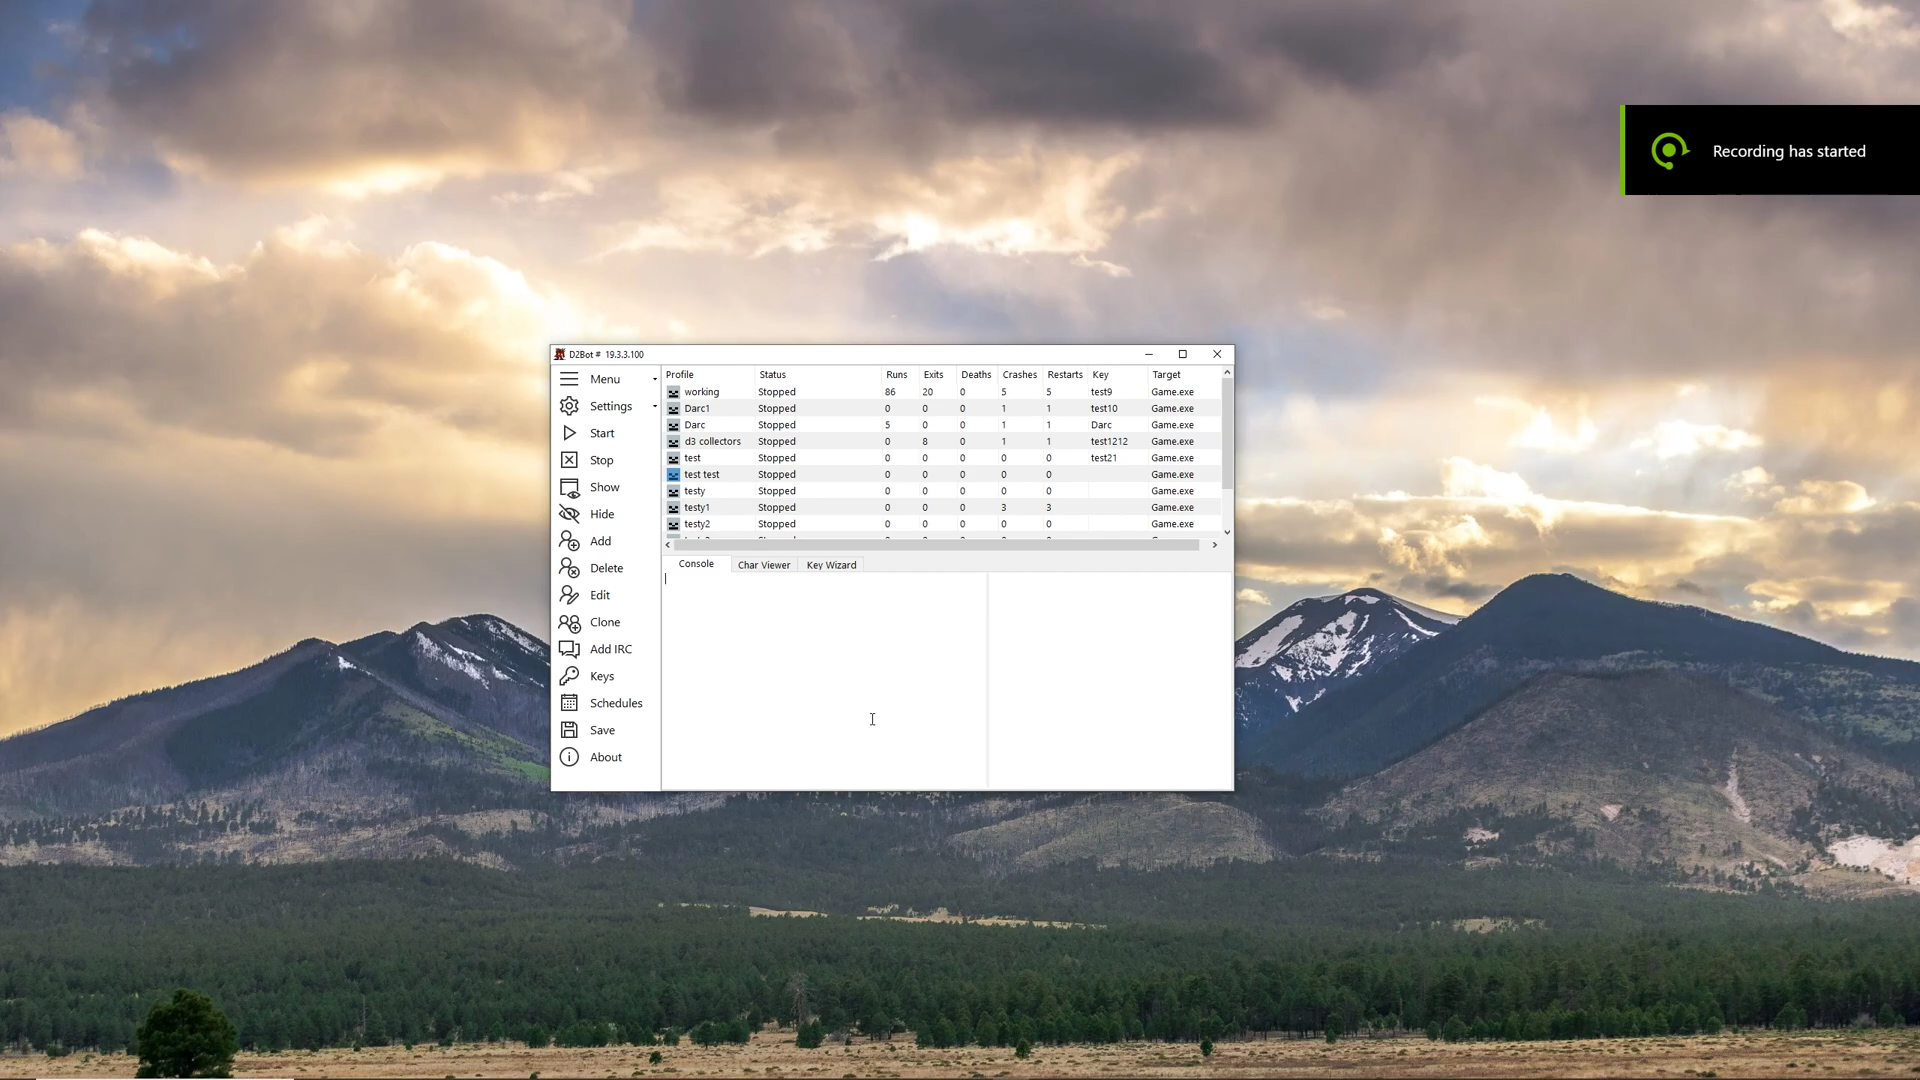 Recording has started
D2Bot # 19.3.3.100
Menu
Settings
Start
Stop
Show
Hide
Add
Delete
Edit
Clone
Add IRC
Keys
Schedules
Save
About
Profile Status Runs Exits Deaths Crashes Restarts Key Target
working Stopped 86 20 0 5 5 test9 Game.exe
Darc1 Stopped 0 0 0 1 1 test10 Game.exe
Darc Stopped 5 0 0 1 1 Darc Game.exe
d3 collectors Stopped 0 8 0 1 1 test1212 Game.exe
test Stopped 0 0 0 0 0 test21 Game.exe
test test Stopped 0 0 0 0 0 Game.exe
testy Stopped 0 0 0 0 0 Game.exe
testy1 Stopped 0 0 0 3 3 Game.exe
testy2 Stopped 0 0 0 0 0 Game.exe
Console Char Viewer Key Wizard